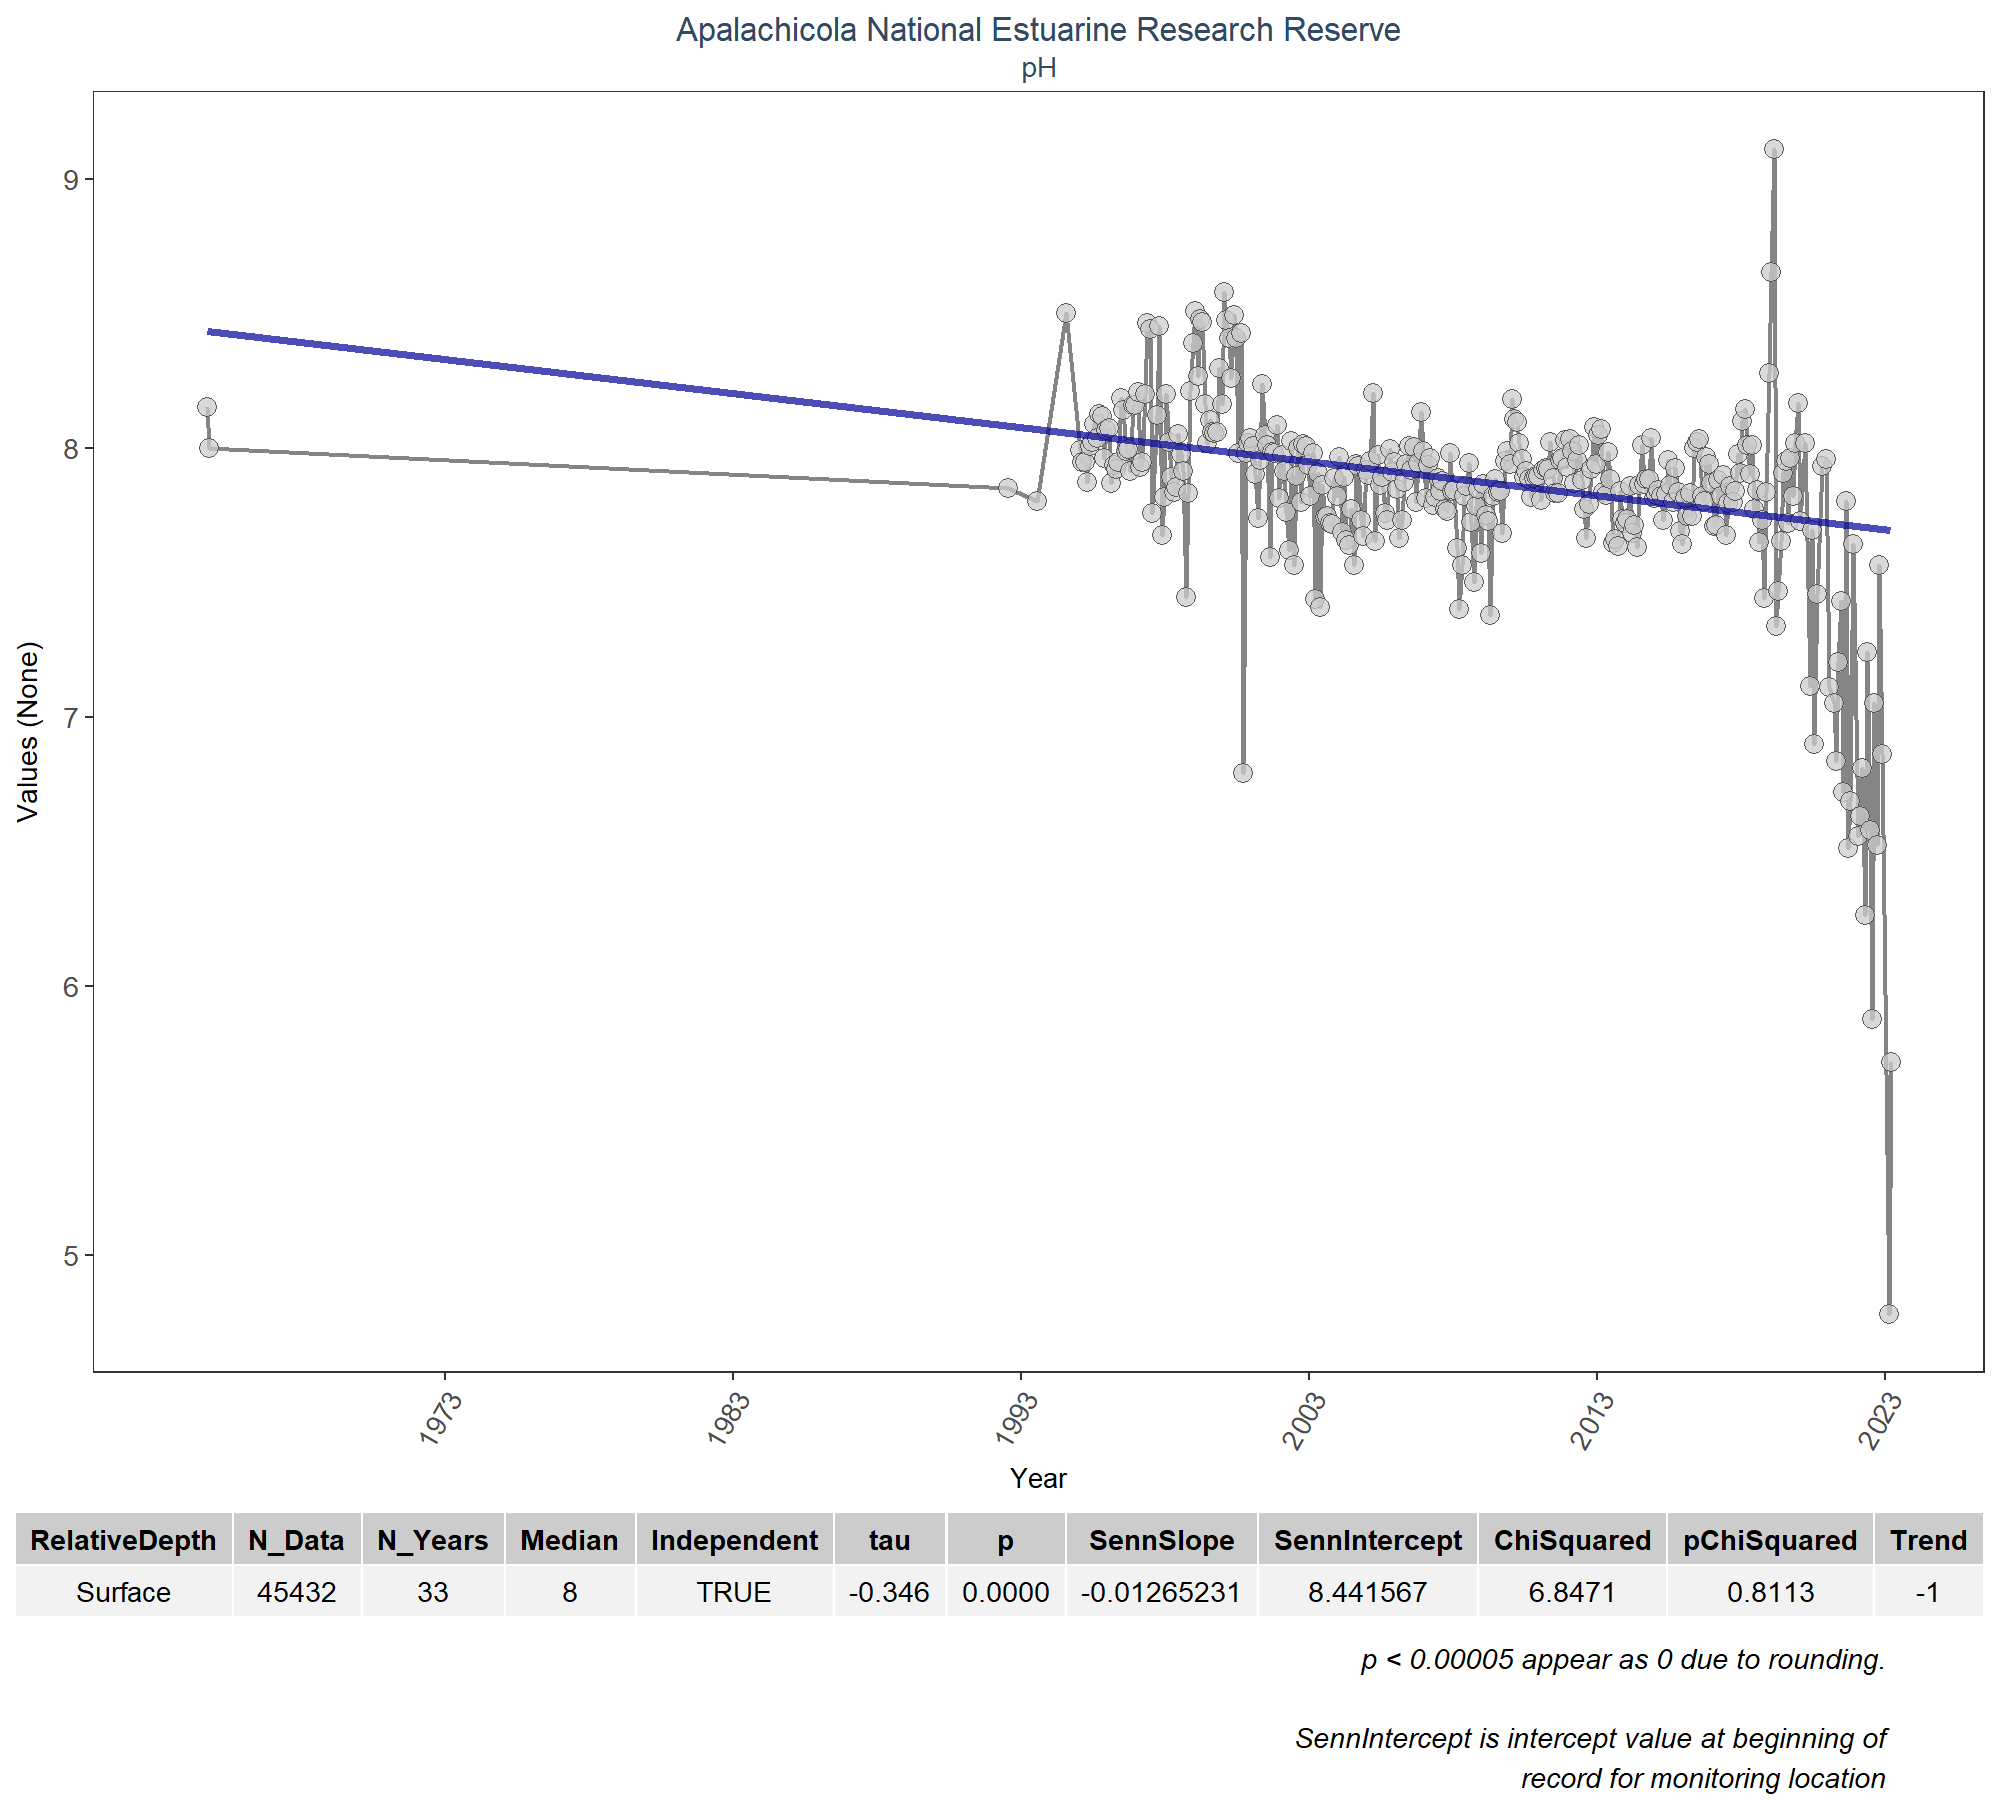 Apalachicola National Estuarine Research Reserve
pH
Values (None)
9
8
7
6
5
1973 1983 1993 2003 2013 2023
Year
RelativeDepth N_Data N_Years Median Independent tau p SennSlope SennIntercept ChiSquared pChiSquared Trend
Surface 45432 33 8 TRUE -0.346 0.0000 -0.01265231 8.441567 6.8471 0.8113 -1
p < 0.00005 appear as 0 due to rounding.
SennIntercept is intercept value at beginning of
record for monitoring location